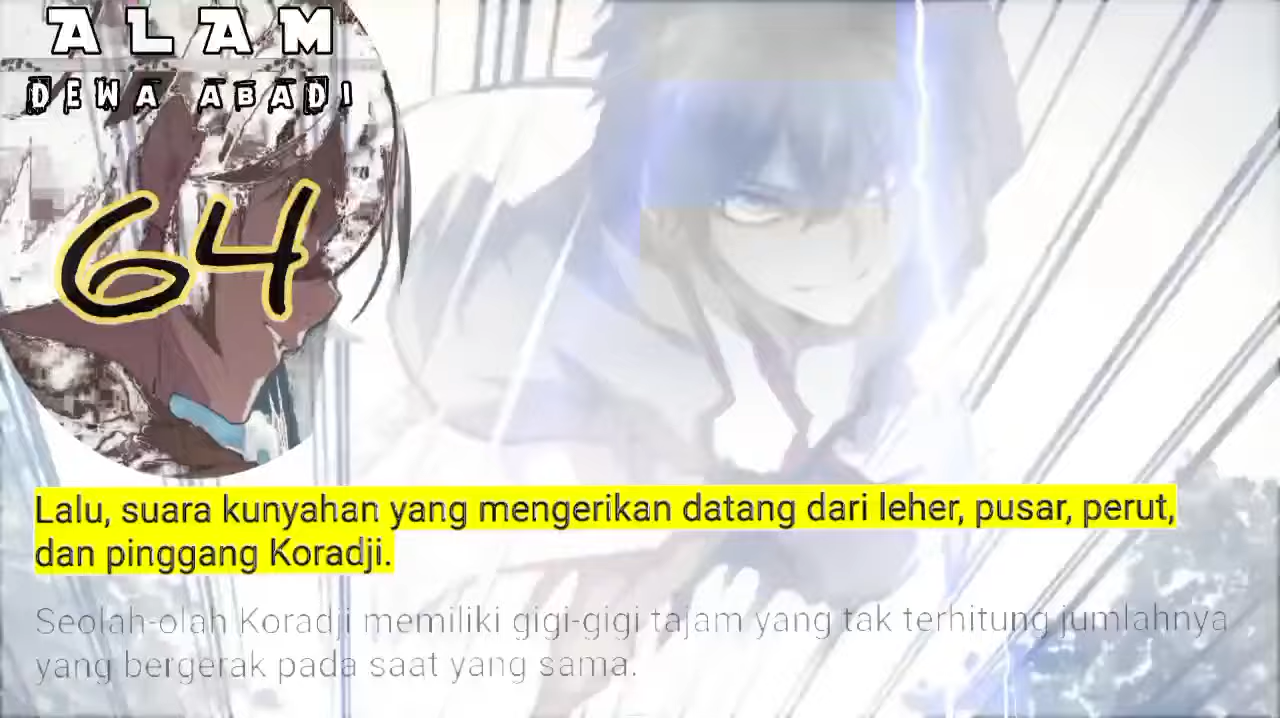 ALAM
DEWA ABADI
64
Lalu, suara kunyahan yang mengerikan datang dari leher, pusar, perut,
dan pinggang Koradji.
Seolah-olah Koradji memiliki gigi-gigi tajam yang tak terhitung jumlahnya
yang bergerak pada saat yang sama.